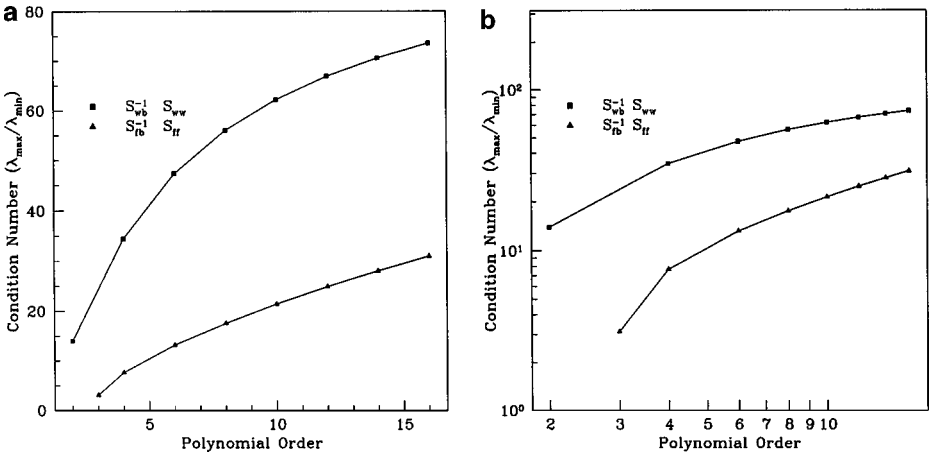 a
80
60
40
20
0
Condition Number (λmax/λmin)
S⁻¹wb Sww
S⁻¹fb Sff
5 10 15
Polynomial Order
b
10²
10¹
10⁰
Condition Number (λmax/λmin)
S⁻¹wb Sww
S⁻¹fb Sff
2 3 4 5 6 7 8 9 10
Polynomial Order